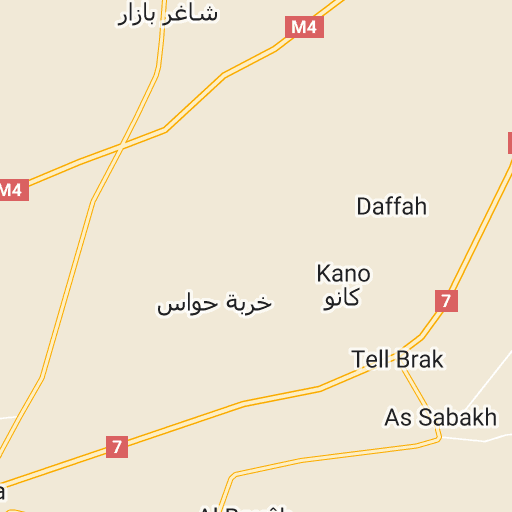 شاغر بازار
M4
M4
Daffah
Kano
كانو
خربة حواس
7
Tell Brak
As Sabakh
7
a